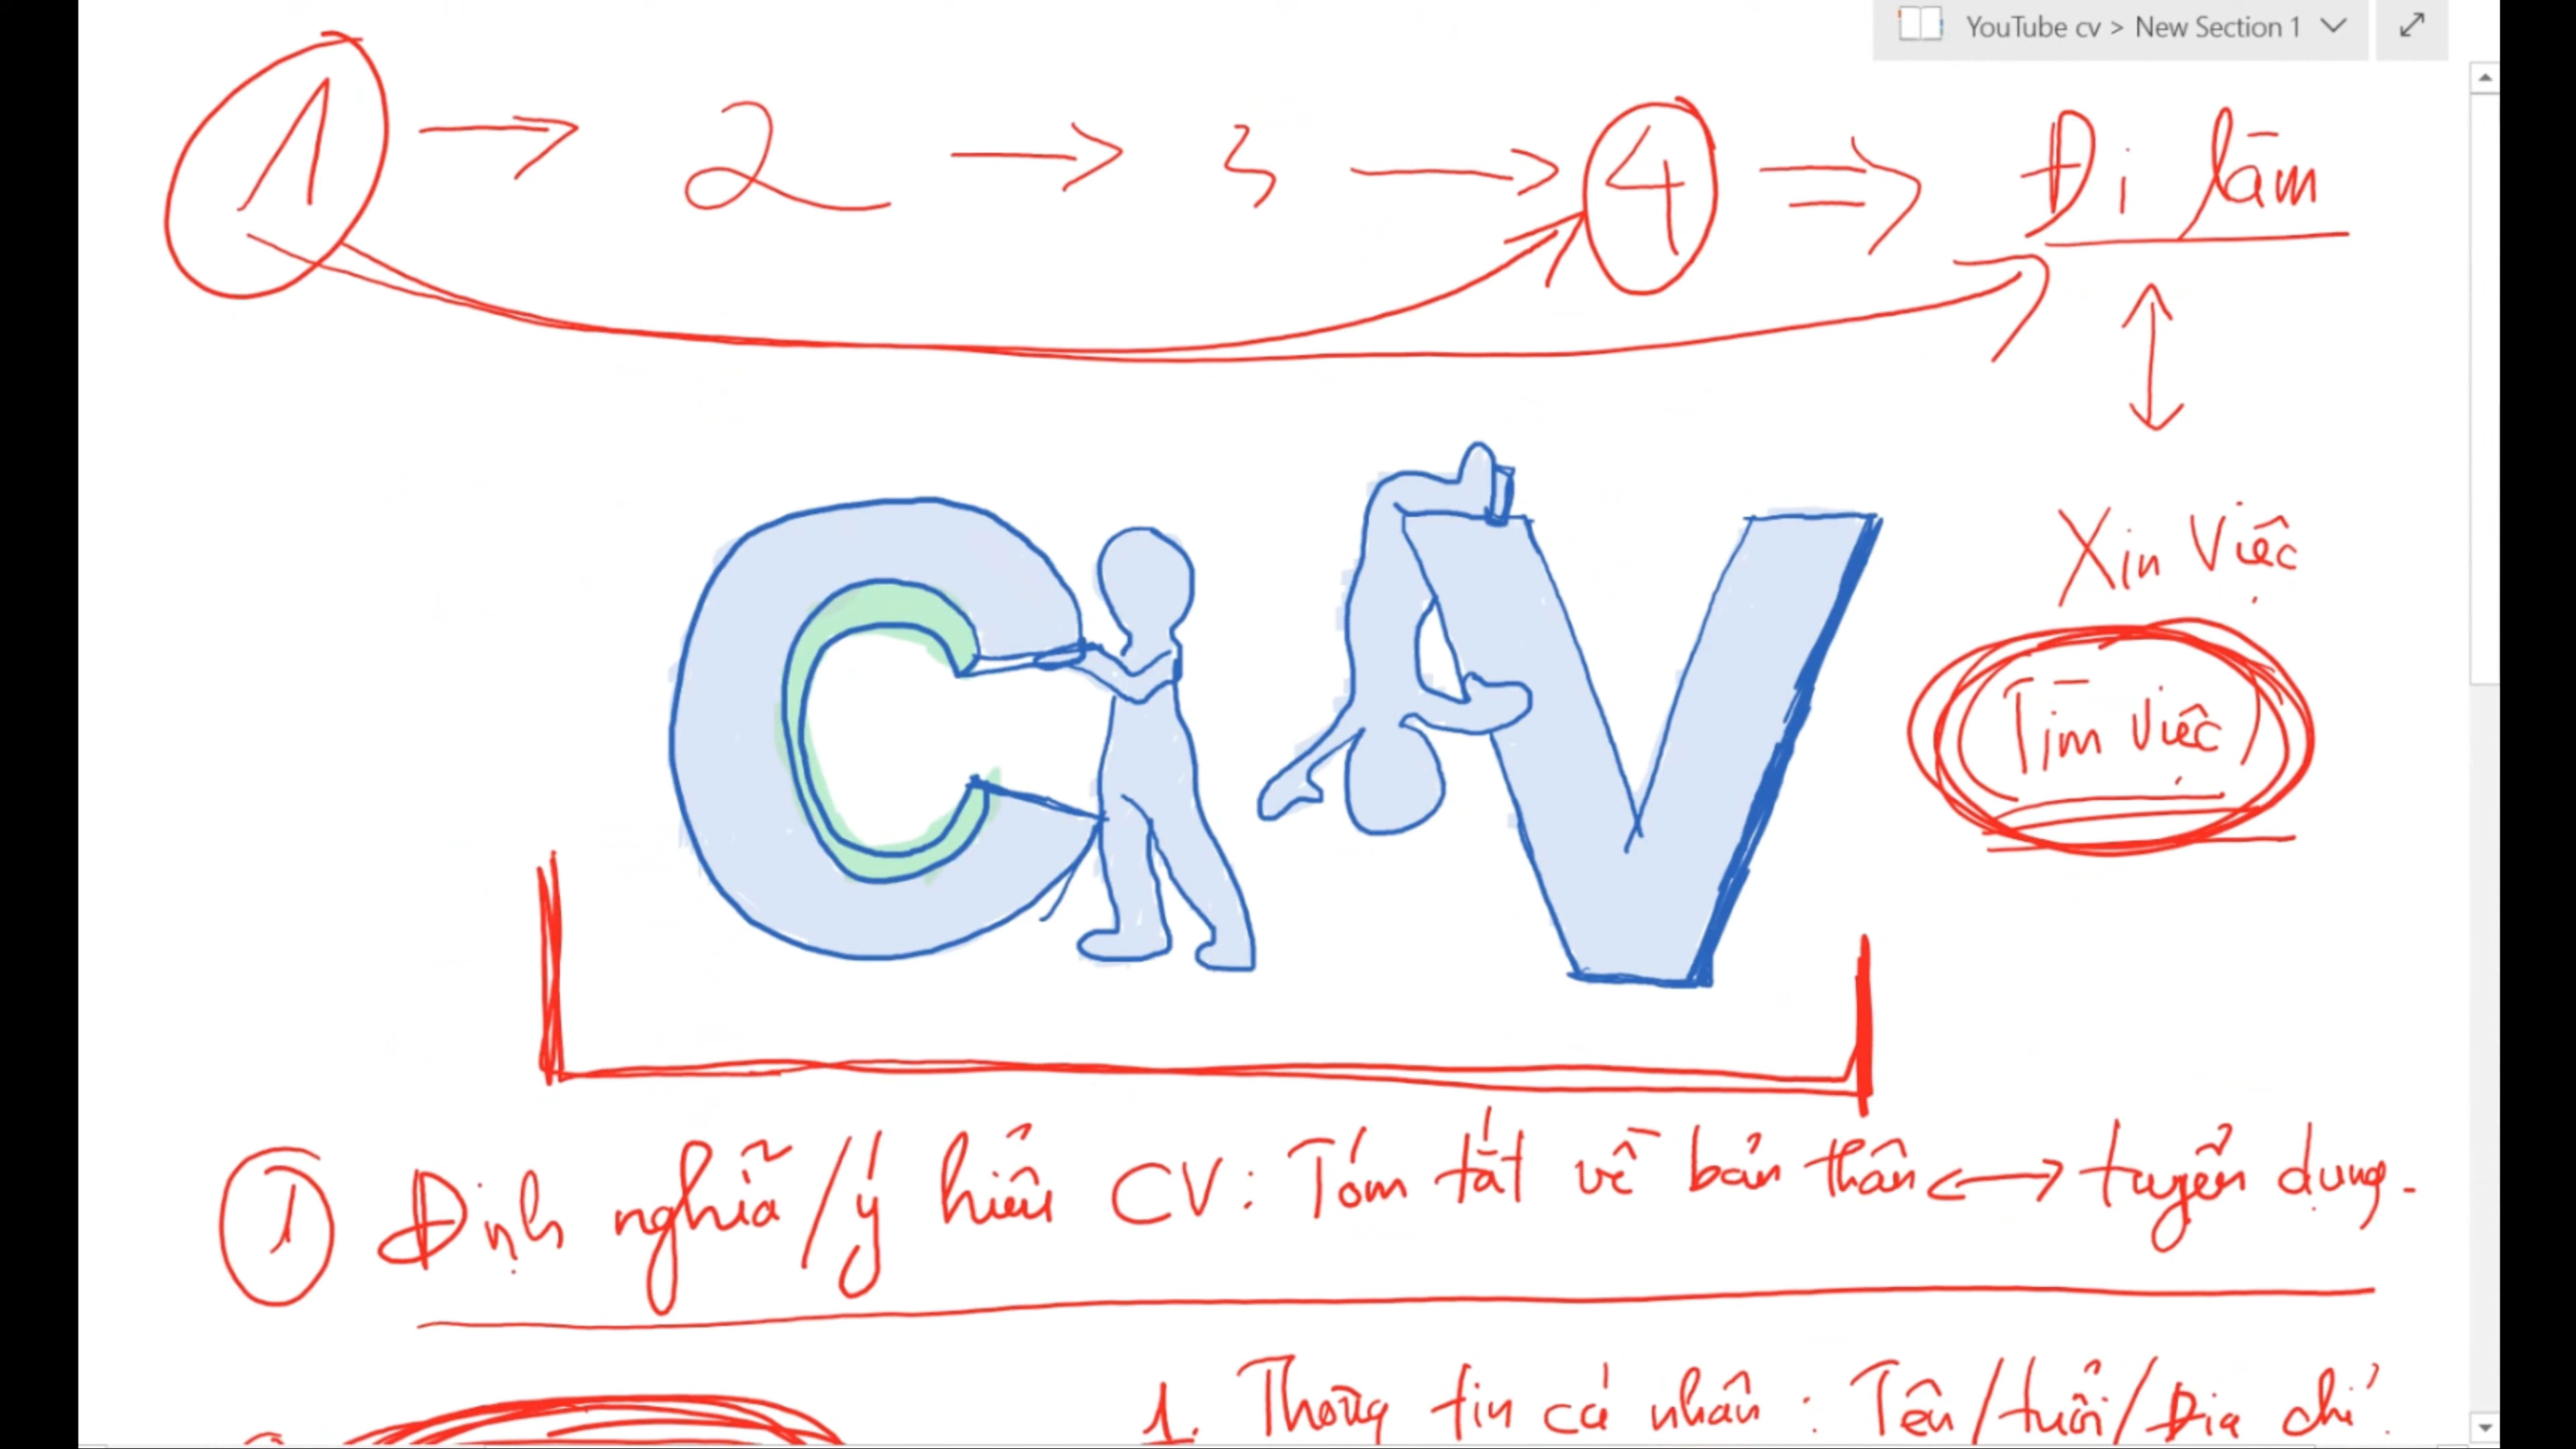 YouTube cv > New Section 1
1 → 2 → 3 → 4 ⇒ Đi làm
Xin Việc
Tìm việc
CV
① Định nghĩa/ý hiểu CV: Tóm tắt về bản thân ↔ tuyển dụng.
1. Thông tin cá nhân : Tên/tuổi/Địa chỉ.